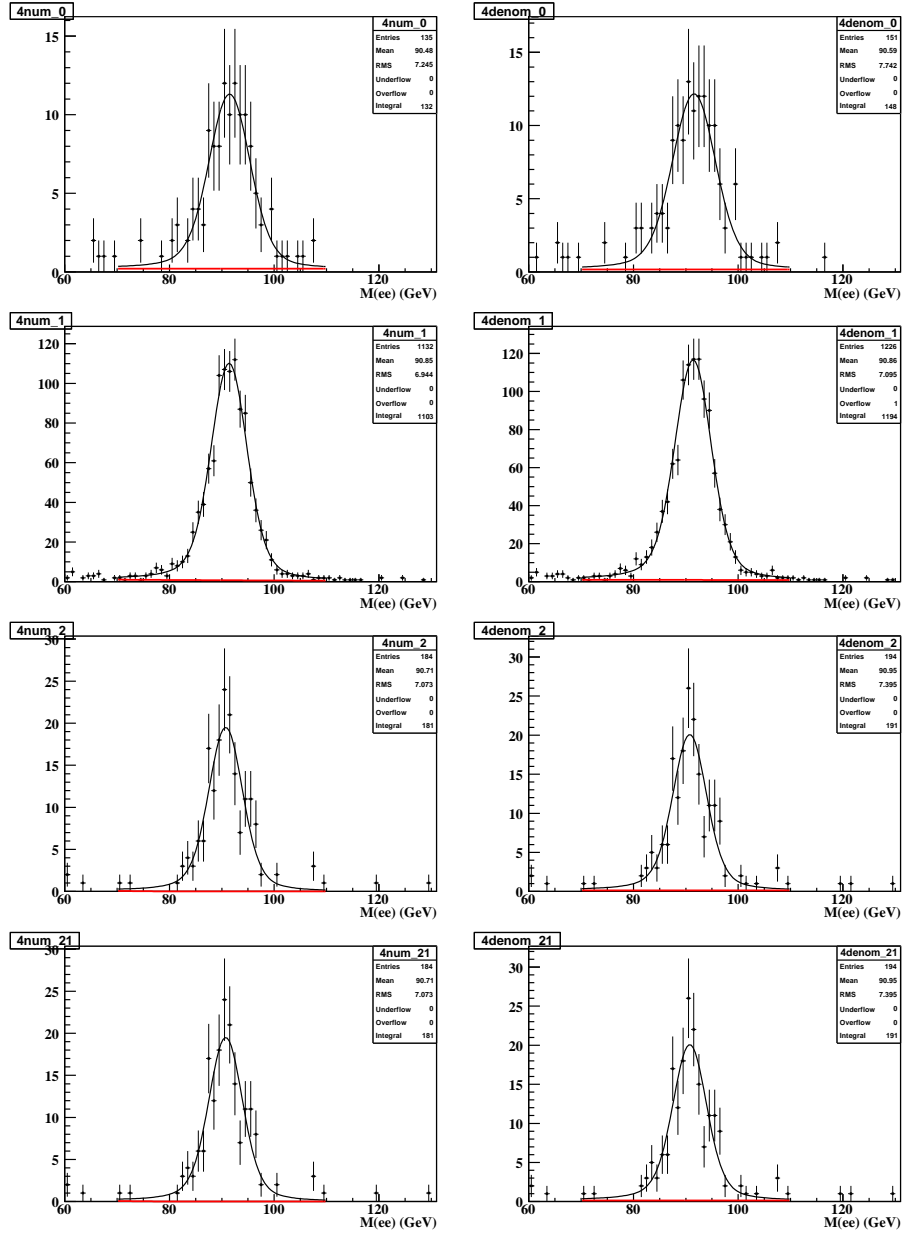 4num_0
4num_0
Entries 135
Mean 90.48
RMS 7.245
Underflow 0
Overflow 0
Integral 132
15
10
5
0
60 80 100 120
M(ee) (GeV)
4denom_0
4denom_0
Entries 151
Mean 90.59
RMS 7.742
Underflow 0
Overflow 0
Integral 148
15
10
5
0
60 80 100 120
M(ee) (GeV)
4num_1
4num_1
Entries 1132
Mean 90.85
RMS 6.944
Underflow 0
Overflow 0
Integral 1103
120
100
80
60
40
20
0
60 80 100 120
M(ee) (GeV)
4denom_1
4denom_1
Entries 1226
Mean 90.86
RMS 7.095
Underflow 0
Overflow 1
Integral 1194
120
100
80
60
40
20
0
60 80 100 120
M(ee) (GeV)
4num_2
4num_2
Entries 184
Mean 90.71
RMS 7.073
Underflow 0
Overflow 0
Integral 181
30
25
20
15
10
5
0
60 80 100 120
M(ee) (GeV)
4denom_2
4denom_2
Entries 194
Mean 90.95
RMS 7.395
Underflow 0
Overflow 0
Integral 191
30
25
20
15
10
5
0
60 80 100 120
M(ee) (GeV)
4num_21
4num_21
Entries 184
Mean 90.71
RMS 7.073
Underflow 0
Overflow 0
Integral 181
30
25
20
15
10
5
0
60 80 100 120
M(ee) (GeV)
4denom_21
4denom_21
Entries 194
Mean 90.95
RMS 7.395
Underflow 0
Overflow 0
Integral 191
30
25
20
15
10
5
0
60 80 100 120
M(ee) (GeV)